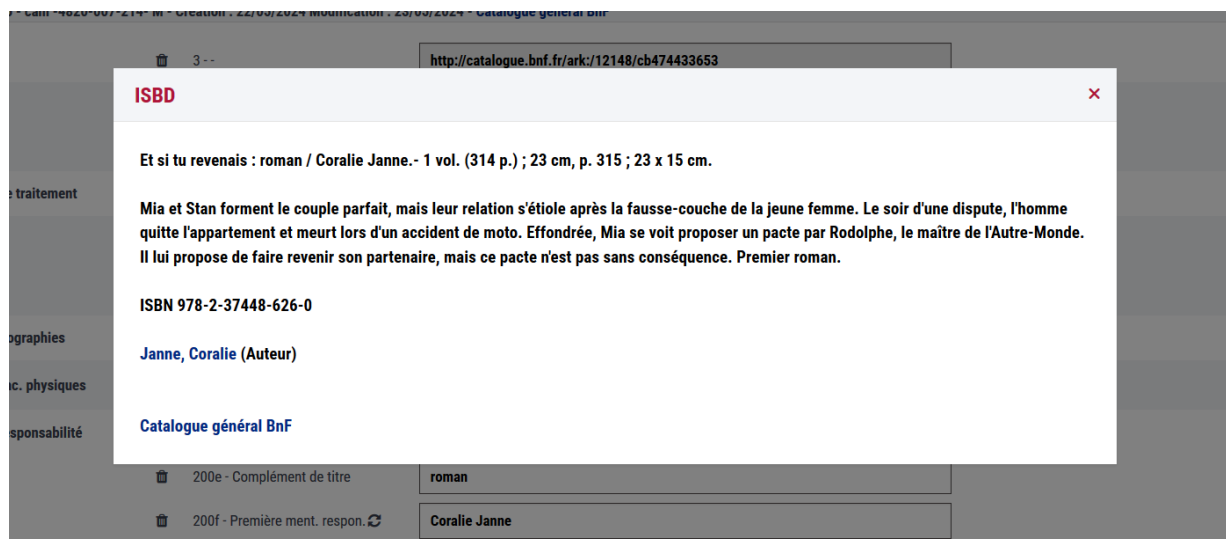 - cam -4820-007-214- M - Création : 22/03/2024 Modification : 23/03/2024 - Catalogue général BnF
3 - -
http://catalogue.bnf.fr/ark:/12148/cb474433653
ISBD
×
Et si tu revenais : roman / Coralie Janne.- 1 vol. (314 p.) ; 23 cm, p. 315 ; 23 x 15 cm.
e traitement
Mia et Stan forment le couple parfait, mais leur relation s'étiole après la fausse-couche de la jeune femme. Le soir d'une dispute, l'homme
quitte l'appartement et meurt lors d'un accident de moto. Effondrée, Mia se voit proposer un pacte par Rodolphe, le maître de l'Autre-Monde.
Il lui propose de faire revenir son partenaire, mais ce pacte n'est pas sans conséquence. Premier roman.
ISBN 978-2-37448-626-0
ographies
Janne, Coralie (Auteur)
nc. physiques
Catalogue général BnF
esponsabilité
200e - Complément de titre
roman
200f - Première ment. respon.
Coralie Janne